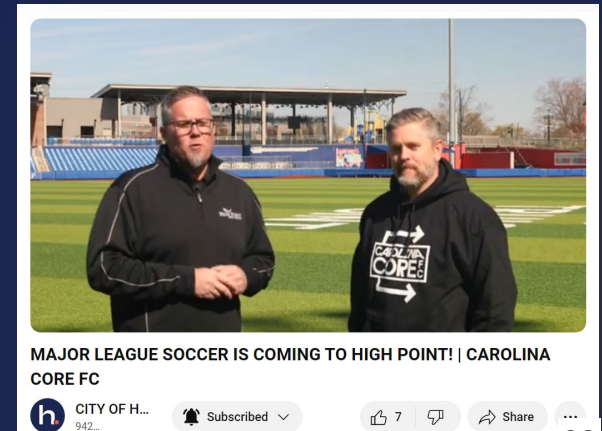 CAROLINA
CORE FC
MAJOR LEAGUE SOCCER IS COMING TO HIGH POINT! | CAROLINA
CORE FC
h.
CITY OF H...
942...
Subscribed
7
Share